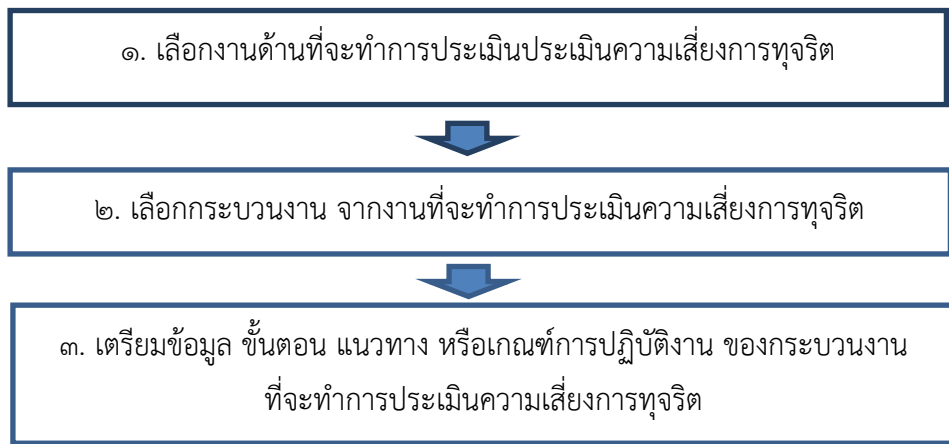 ๑. เลือกงานด้านที่จะทำการประเมินประเมินความเสี่ยงการทุจริต
๒. เลือกกระบวนงาน จากงานที่จะทำการประเมินความเสี่ยงการทุจริต
๓. เตรียมข้อมูล ขั้นตอน แนวทาง หรือเกณฑ์การปฏิบัติงาน ของกระบวนงาน
ที่จะทำการประเมินความเสี่ยงการทุจริต